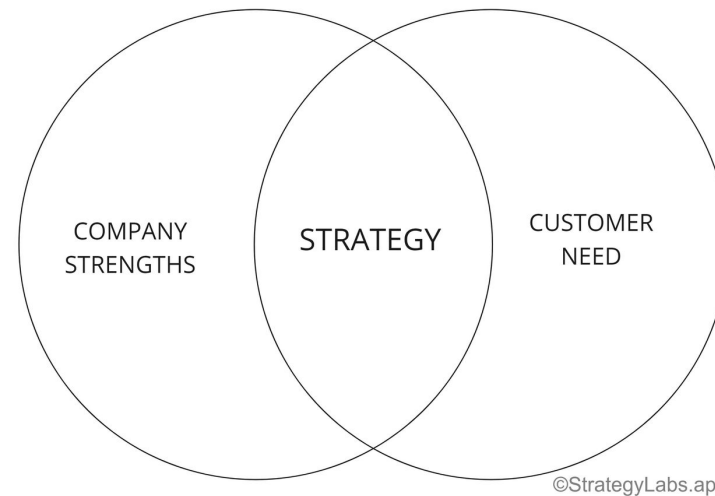 COMPANY
STRENGTHS
STRATEGY
CUSTOMER
NEED
©StrategyLabs.ap